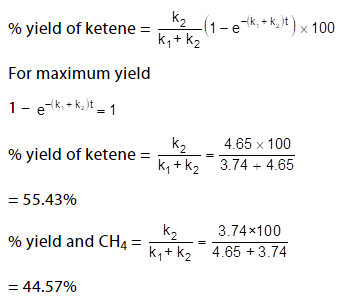 % yield of ketene = k₂/(k₁ + k₂) (1 – e^–(k₁ + k₂)t) × 100
For maximum yield
1 – e^–(k₁ + k₂)t = 1
% yield of ketene = k₂/(k₁ + k₂) = (4.65 × 100)/(3.74 + 4.65)
= 55.43%
% yield and CH₄ = k₂/(k₁ + k₂) = (3.74×100)/(4.65 + 3.74)
= 44.57%